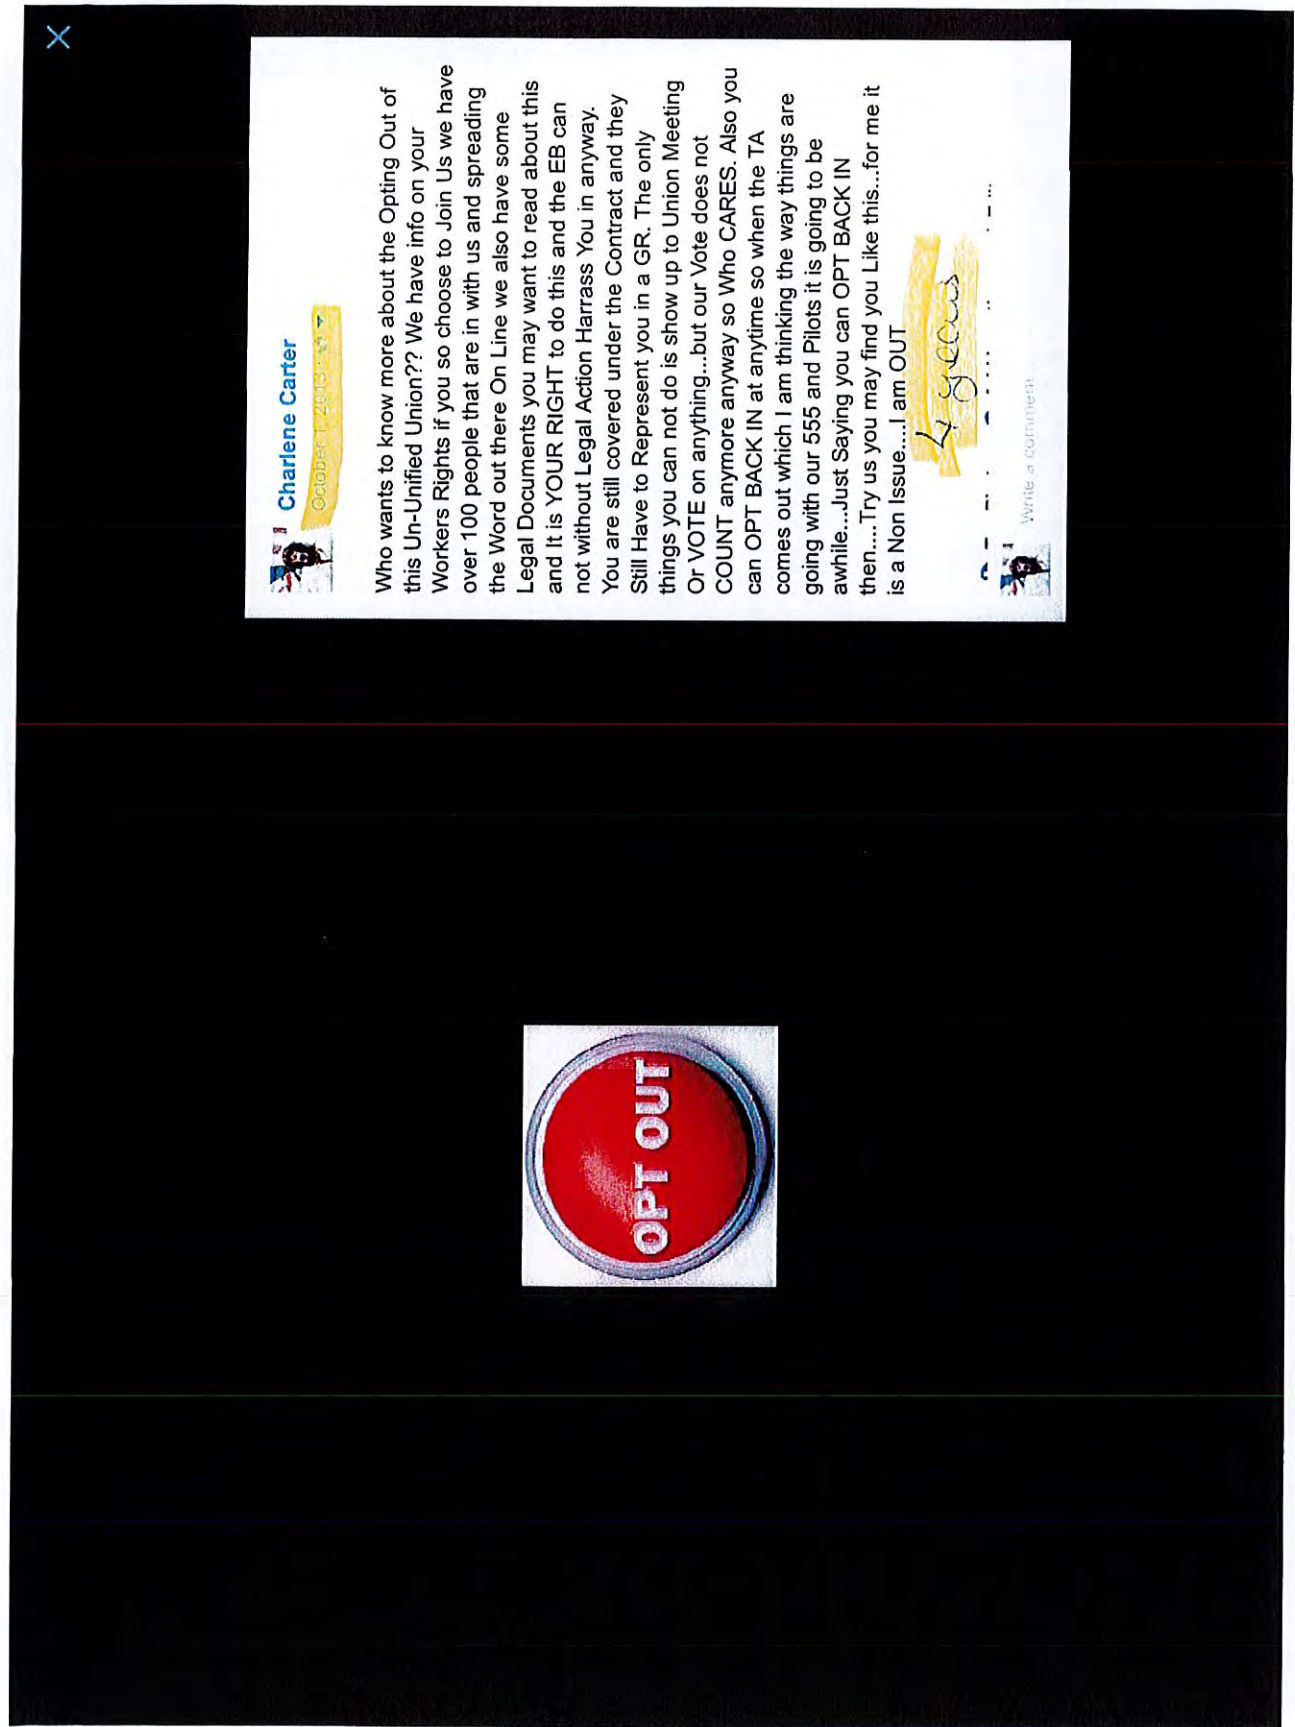 Charlene Carter
October 1, 2013
Who wants to know more about the Opting Out of
this Un-Unified Union?? We have info on your
Workers Rights if you so choose to Join Us we have
over 100 people that are in with us and spreading
the Word out there On Line we also have some
Legal Documents you may want to read about this
and It is YOUR RIGHT to do this and the EB can
not without Legal Action Harrass You in anyway.
You are still covered under the Contract and they
Still Have to Represent you in a GR. The only
things you can not do is show up to Union Meeting
Or VOTE on anything...but our Vote does not
COUNT anymore anyway so Who CARES. Also you
can OPT BACK IN at anytime so when the TA
comes out which I am thinking the way things are
going with our 555 and Pilots it is going to be
awhile....Just Saying you can OPT BACK IN
then.....Try us you may find you Like this...for me it
is a Non Issue.....I am OUT
4 years
Write a comment
OPT OUT